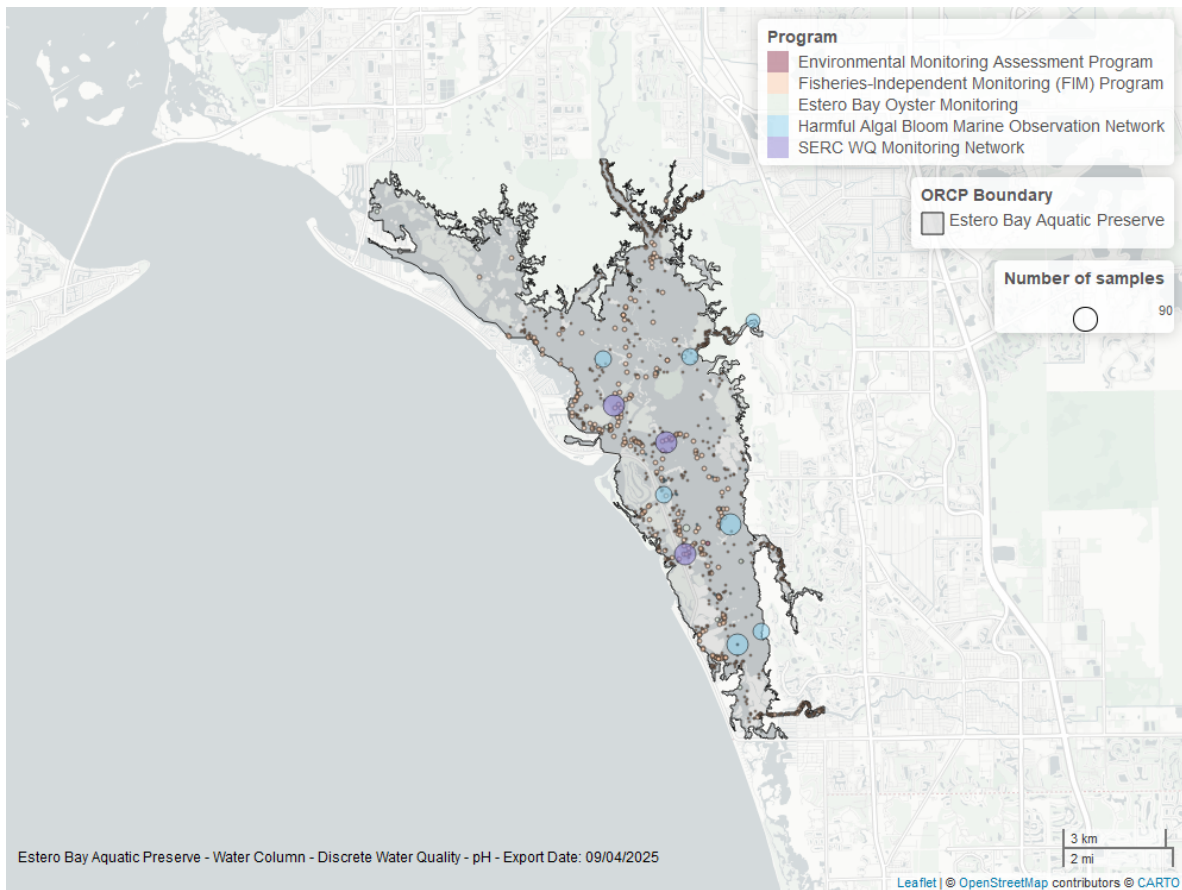 Program
Environmental Monitoring Assessment Program
Fisheries-Independent Monitoring (FIM) Program
Estero Bay Oyster Monitoring
Harmful Algal Bloom Marine Observation Network
SERC WQ Monitoring Network
ORCP Boundary
Estero Bay Aquatic Preserve
Number of samples
90
3 km
2 mi
Estero Bay Aquatic Preserve - Water Column - Discrete Water Quality - pH - Export Date: 09/04/2025
Leaflet | © OpenStreetMap contributors © CARTO